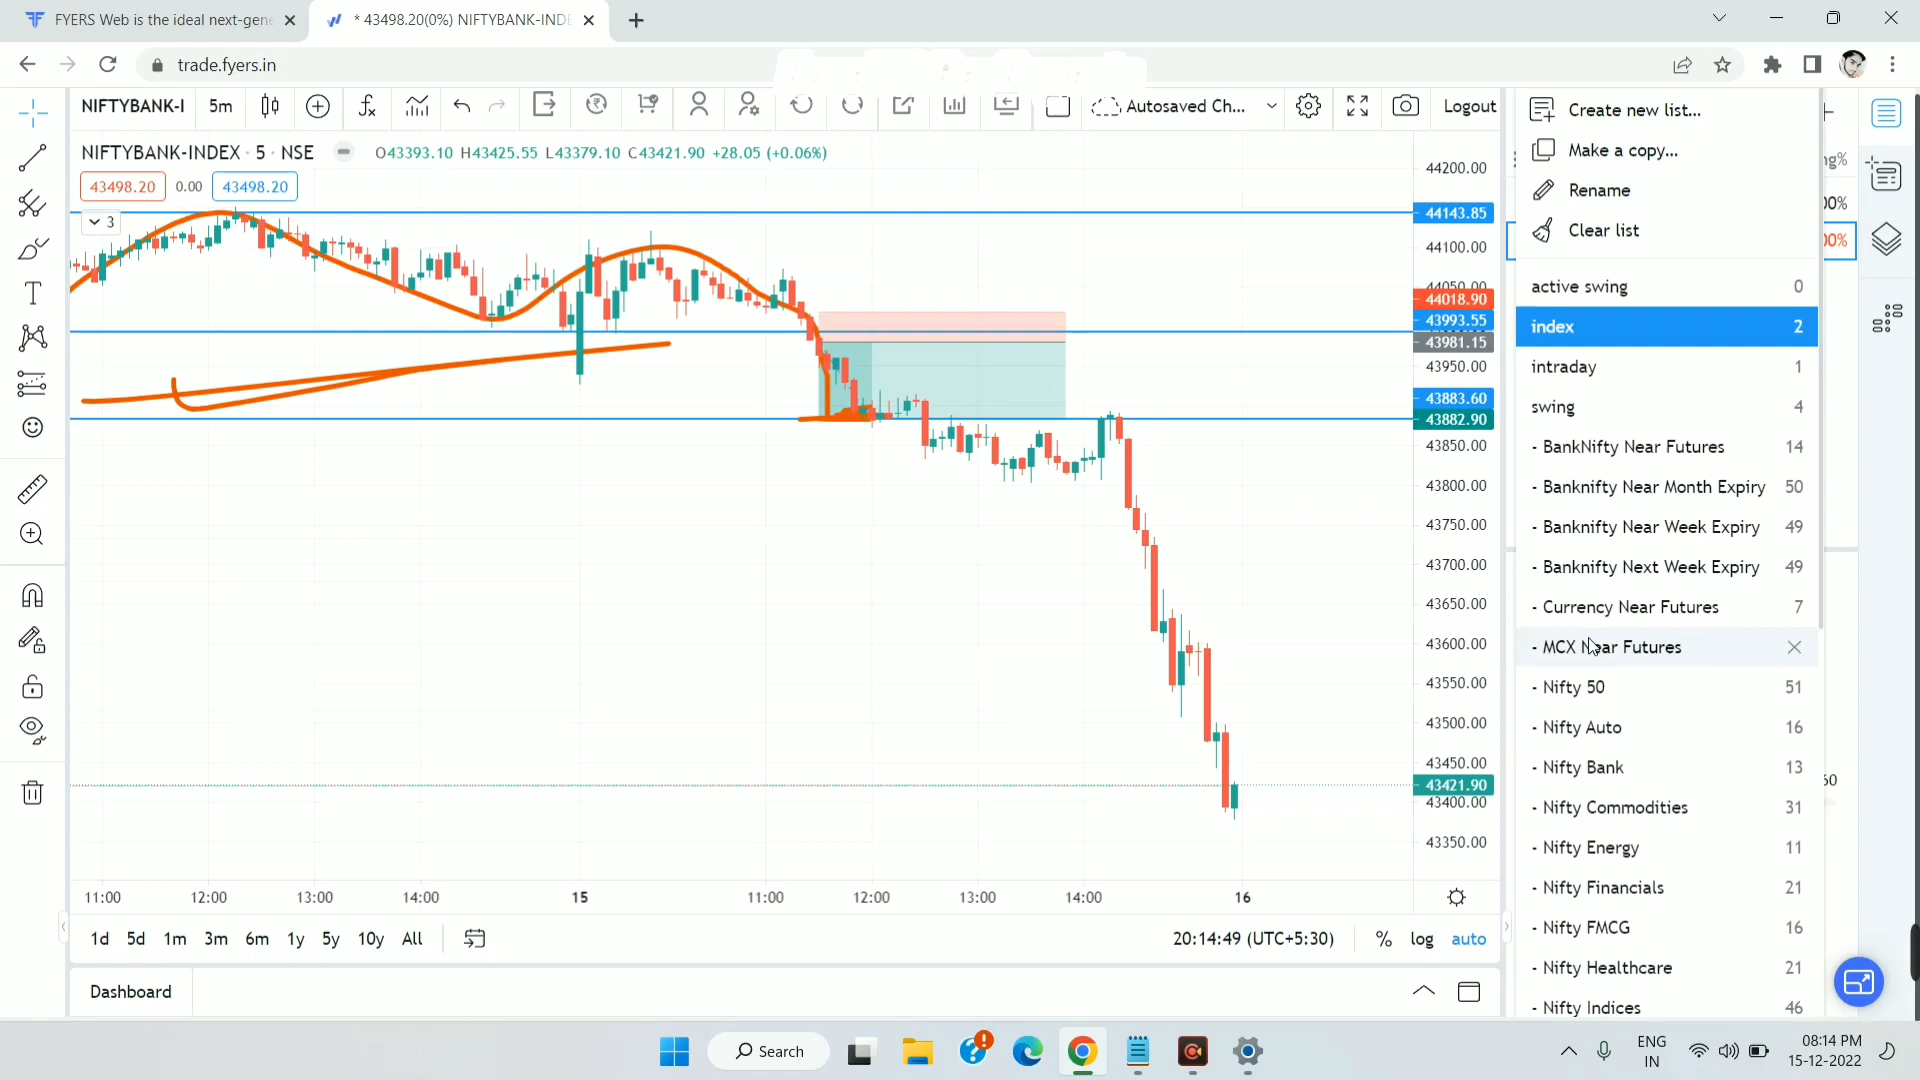 FYERS Web is the ideal next-gene
* 43498.20(0%) NIFTYBANK-INDE
trade.fyers.in
NIFTYBANK-I 5m Autosaved Ch... Logout
NIFTYBANK-INDEX · 5 · NSE O43393.10 H43425.55 L43379.10 C43421.90 +28.05 (+0.06%)
43498.20 0.00 43498.20
3
44200.00
44143.85
44100.00
44050.00
44018.90
43993.55
43981.15
43950.00
43883.60
43882.90
43850.00
43800.00
43750.00
43700.00
43650.00
43600.00
43550.00
43500.00
43450.00
43421.90
43400.00
43350.00
11:00 12:00 13:00 14:00 15 11:00 12:00 13:00 14:00 16
1d 5d 1m 3m 6m 1y 5y 10y All 20:14:49 (UTC+5:30) % log auto
Dashboard
Create new list...
Make a copy...
Rename
Clear list
active swing 0
index 2
intraday 1
swing 4
- BankNifty Near Futures 14
- Banknifty Near Month Expiry 50
- Banknifty Near Week Expiry 49
- Banknifty Next Week Expiry 49
- Currency Near Futures 7
- MCX Near Futures
- Nifty 50 51
- Nifty Auto 16
- Nifty Bank 13
- Nifty Commodities 31
- Nifty Energy 11
- Nifty Financials 21
- Nifty FMCG 16
- Nifty Healthcare 21
- Nifty Indices 46
ng%
00%
00%
60
Search
ENG
IN
08:14 PM
15-12-2022